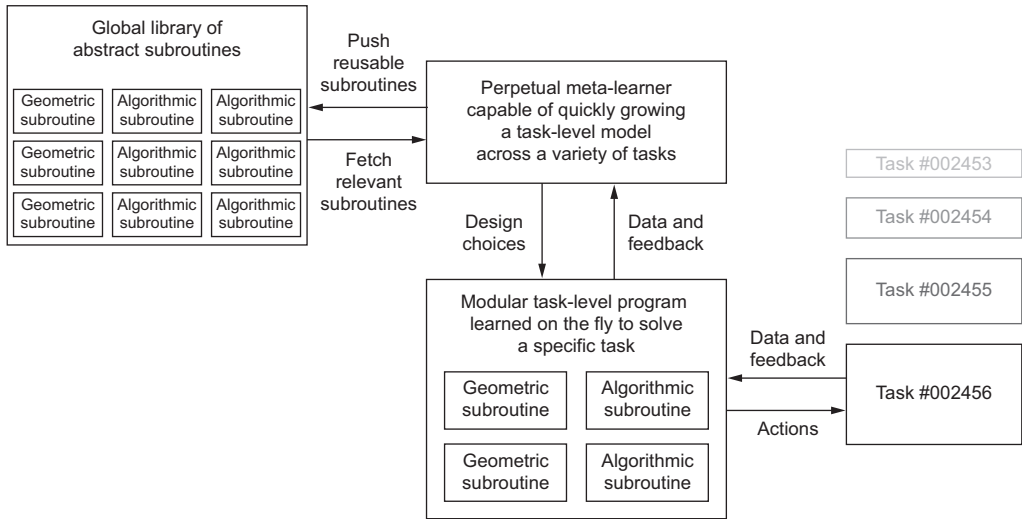 Global library of
abstract subroutines
Geometric
subroutine
Algorithmic
subroutine
Algorithmic
subroutine
Geometric
subroutine
Algorithmic
subroutine
Algorithmic
subroutine
Geometric
subroutine
Algorithmic
subroutine
Algorithmic
subroutine
Push
reusable
subroutines
Fetch
relevant
subroutines
Perpetual meta-learner
capable of quickly growing
a task-level model
across a variety of tasks
Design
choices
Data and
feedback
Modular task-level program
learned on the fly to solve
a specific task
Geometric
subroutine
Algorithmic
subroutine
Geometric
subroutine
Algorithmic
subroutine
Data and
feedback
Actions
Task #002453
Task #002454
Task #002455
Task #002456